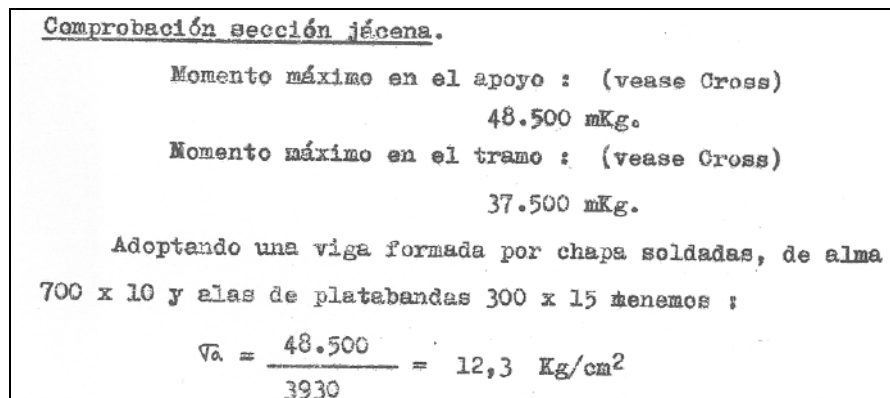 Comprobación sección jácena.
Momento máximo en el apoyo : (vease Cross)
48.500 mKg.
Momento máximo en el tramo : (vease Cross)
37.500 mKg.
Adoptando una viga formada por chapa soldadas, de alma
700 x 10 y alas de platabandas 300 x 15 tenemos :
σa = 48.500 / 3930 = 12,3 Kg/cm2